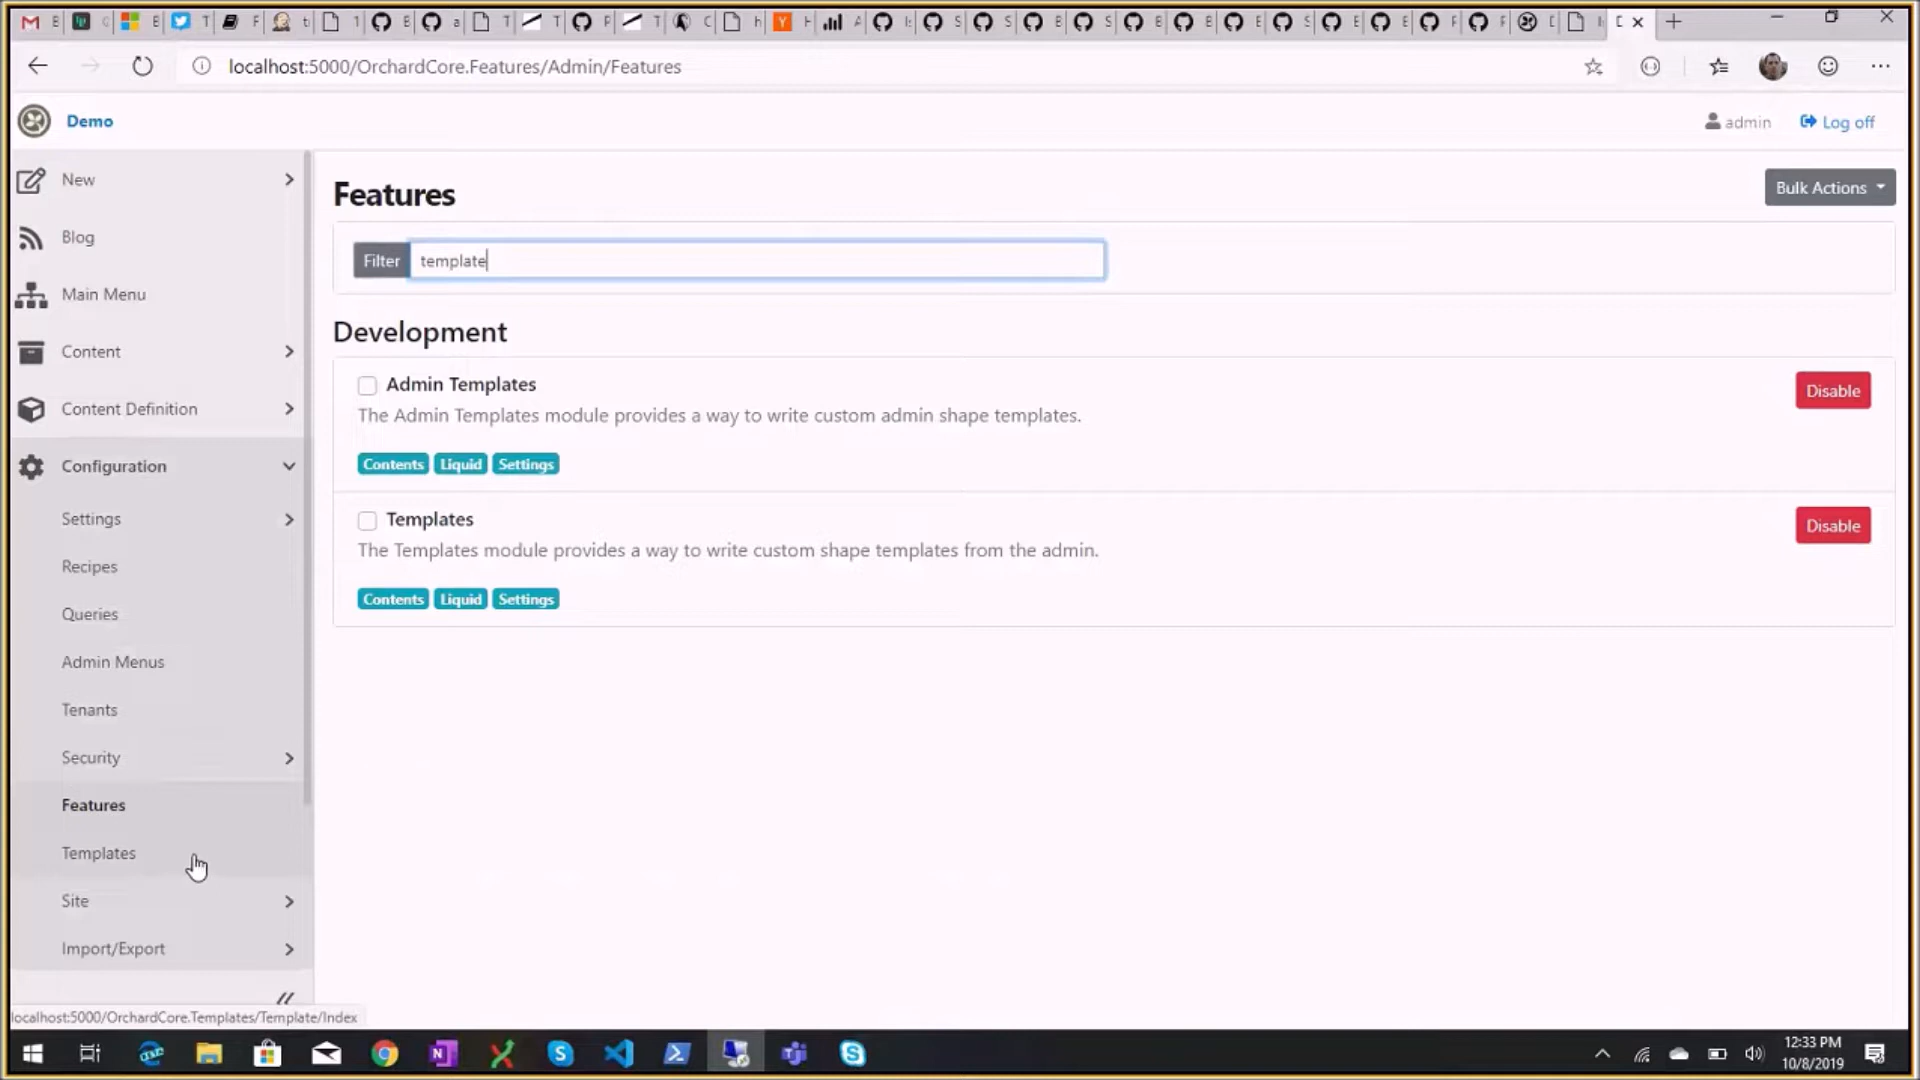 localhost:5000/OrchardCore.Features/Admin/Features
Demo
admin
Log off
New
Blog
Main Menu
Content
Content Definition
Configuration
Settings
Recipes
Queries
Admin Menus
Tenants
Security
Features
Templates
Site
Import/Export
Features
Bulk Actions
Filter
template
Development
Admin Templates
Disable
The Admin Templates module provides a way to write custom admin shape templates.
Contents Liquid Settings
Templates
Disable
The Templates module provides a way to write custom shape templates from the admin.
Contents Liquid Settings
localhost:5000/OrchardCore.Templates/Template/Index
12:33 PM
10/8/2019